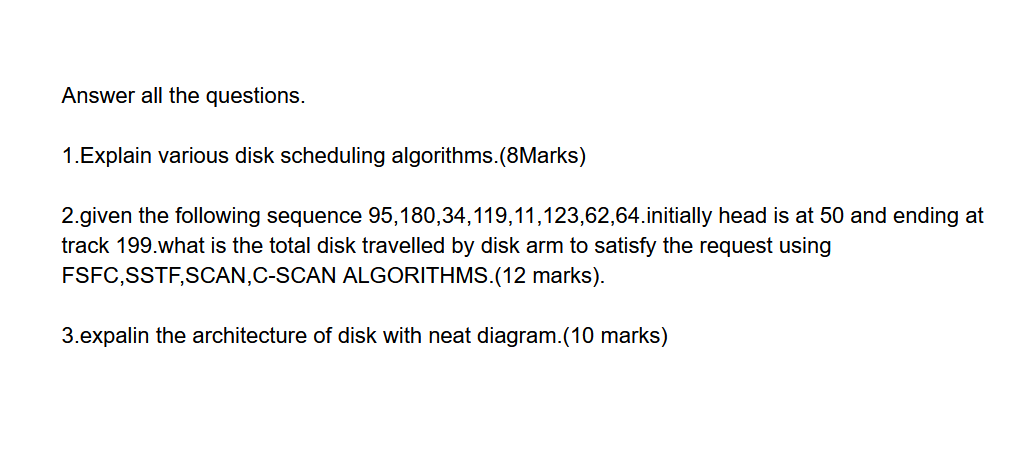 Answer all the questions.
1.Explain various disk scheduling algorithms.(8Marks)
2.given the following sequence 95,180,34,119,11,123,62,64.initially head is at 50 and ending at
track 199.what is the total disk travelled by disk arm to satisfy the request using
FSFC,SSTF,SCAN,C-SCAN ALGORITHMS.(12 marks).
3.expalin the architecture of disk with neat diagram.(10 marks)